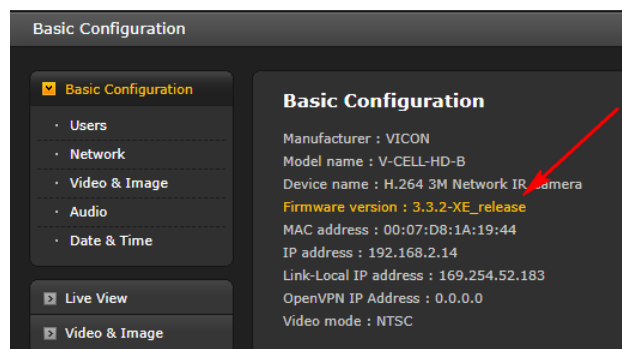 Basic Configuration
Basic Configuration
Users
Network
Video & Image
Audio
Date & Time
Live View
Video & Image
Basic Configuration
Manufacturer : VICON
Model name : V-CELL-HD-B
Device name : H.264 3M Network IR Camera
Firmware version : 3.3.2-XE_release
MAC address : 00:07:D8:1A:19:44
IP address : 192.168.2.14
Link-Local IP address : 169.254.52.183
OpenVPN IP Address : 0.0.0.0
Video mode : NTSC